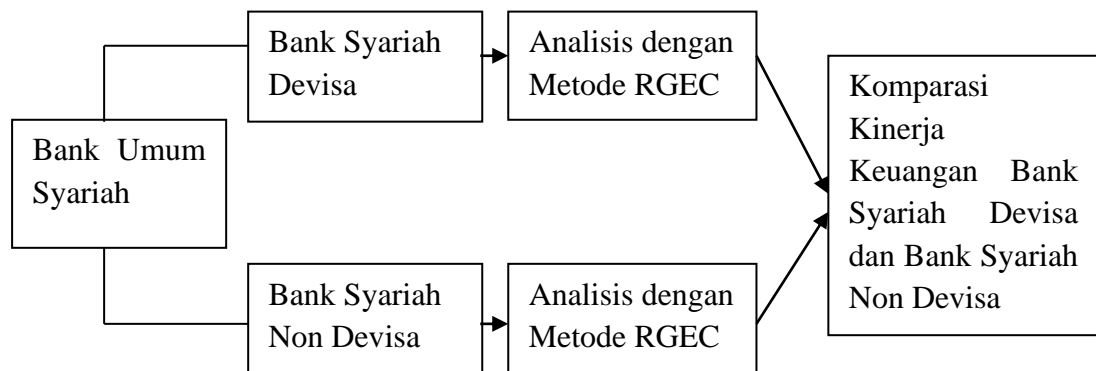 Bank Umum
Syariah
Bank Syariah
Devisa
Analisis dengan
Metode RGEC
Bank Syariah
Non Devisa
Analisis dengan
Metode RGEC
Komparasi
Kinerja
Keuangan Bank
Syariah Devisa
dan Bank Syariah
Non Devisa